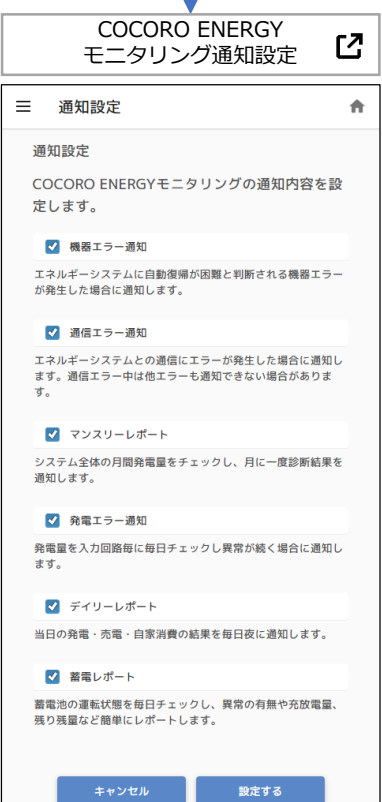 COCORO ENERGY
モニタリング通知設定
通知設定
通知設定
COCORO ENERGYモニタリングの通知内容を設
定します。
機器エラー通知
エネルギーシステムに自動復帰が困難と判断される機器エラー
が発生した場合に通知します。
通信エラー通知
エネルギーシステムとの通信にエラーが発生した場合に通知し
ます。通信エラー中は他エラーも通知できない場合がありま
す。
マンスリーレポート
システム全体の月間発電量をチェックし、月に一度診断結果を
通知します。
発電エラー通知
発電量を入力回路毎に毎日チェックし異常が続く場合に通知し
ます。
デイリーレポート
当日の発電・売電・自家消費の結果を毎日夜に通知します。
蓄電レポート
蓄電池の運転状態を毎日チェックし、異常の有無や充放電量、
残り残量など簡単にレポートします。
キャンセル
設定する